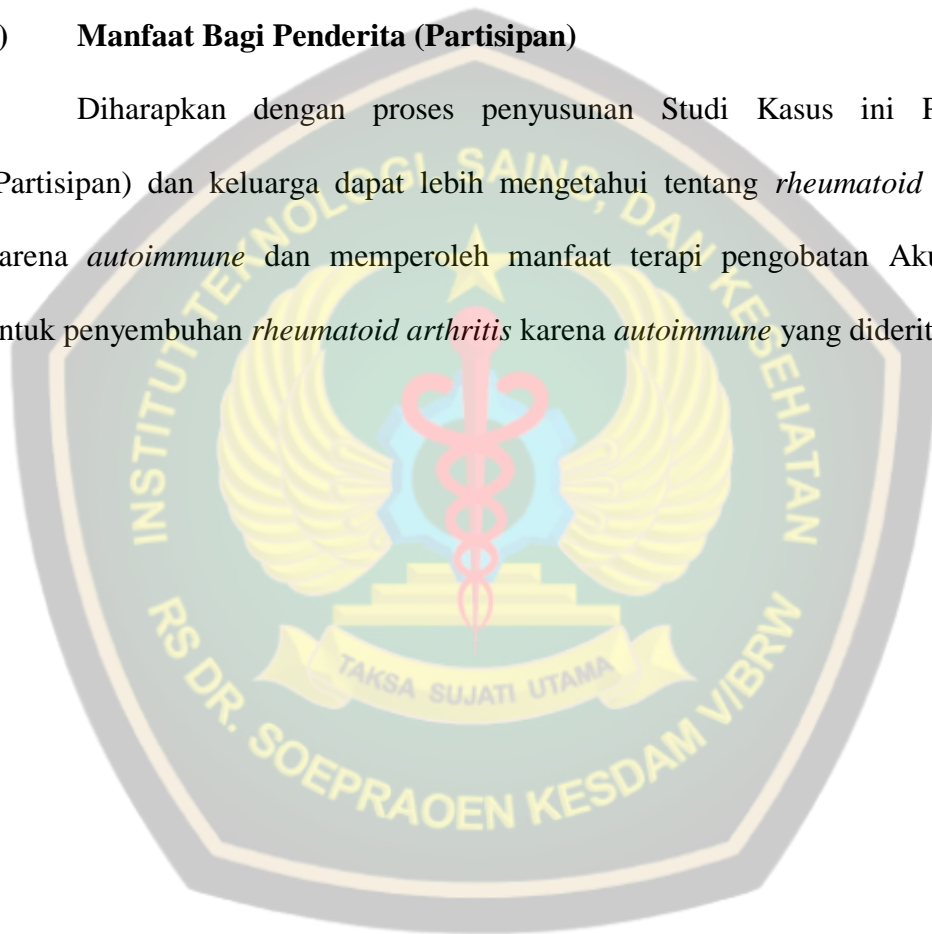 ) Manfaat Bagi Penderita (Partisipan)
Diharapkan dengan proses penyusunan Studi Kasus ini P
Partisipan) dan keluarga dapat lebih mengetahui tentang rheumatoid
arena autoimmune dan memperoleh manfaat terapi pengobatan Aku
ntuk penyembuhan rheumatoid arthritis karena autoimmune yang diderit
INSTITUT TEKNOLOGI, SAINS, DAN KESEHATAN
TAKSA SUJATI UTAMA
RS DR. SOEPRAOEN KESDAM V/BRW